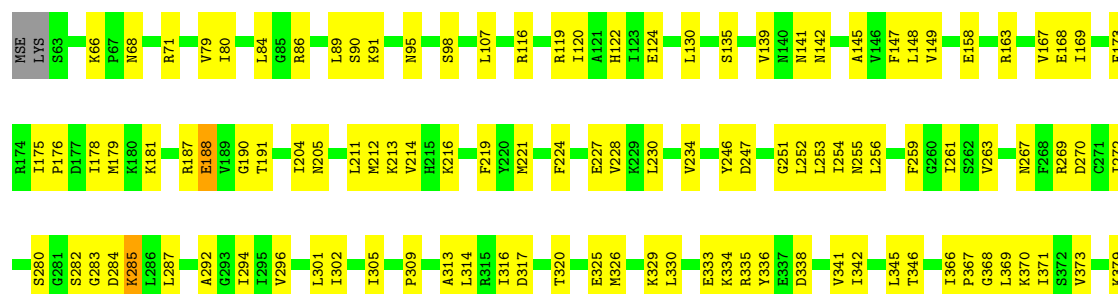 MSE LYS S63 K66 P67 N68 R71 V79 I80 L84 G85 R86 L89 S90 K91 N95 S98 L107 R116 R119 I120 A121 H122 I123 E124 L130 S135 V139 N140 N141 N142 A145 V146 F147 L148 V149 E158 R163 V167 E168 I169
R174 I175 P176 D177 I178 M179 K180 K181 R187 E188 V189 G190 T191 I204 N205 L211 M212 K213 V214 H215 K216 F219 Y220 M221 F224 E227 V228 K229 L230 V234 Y246 D247 G251 L252 L253 I254 N255 L256 F259 G260 I261 S262 V263 N267 F268 R269 D270 C271
S280 G281 S282 G283 D284 K285 L286 L287 A292 G293 I294 I295 V296 L301 I302 I305 P309 A313 L314 R315 I316 D317 T320 E325 M326 K329 L330 E333 K334 R335 Y336 E337 D338 V341 I342 L345 T346 I366 P367 G368 L369 K370 I371 S372 V373